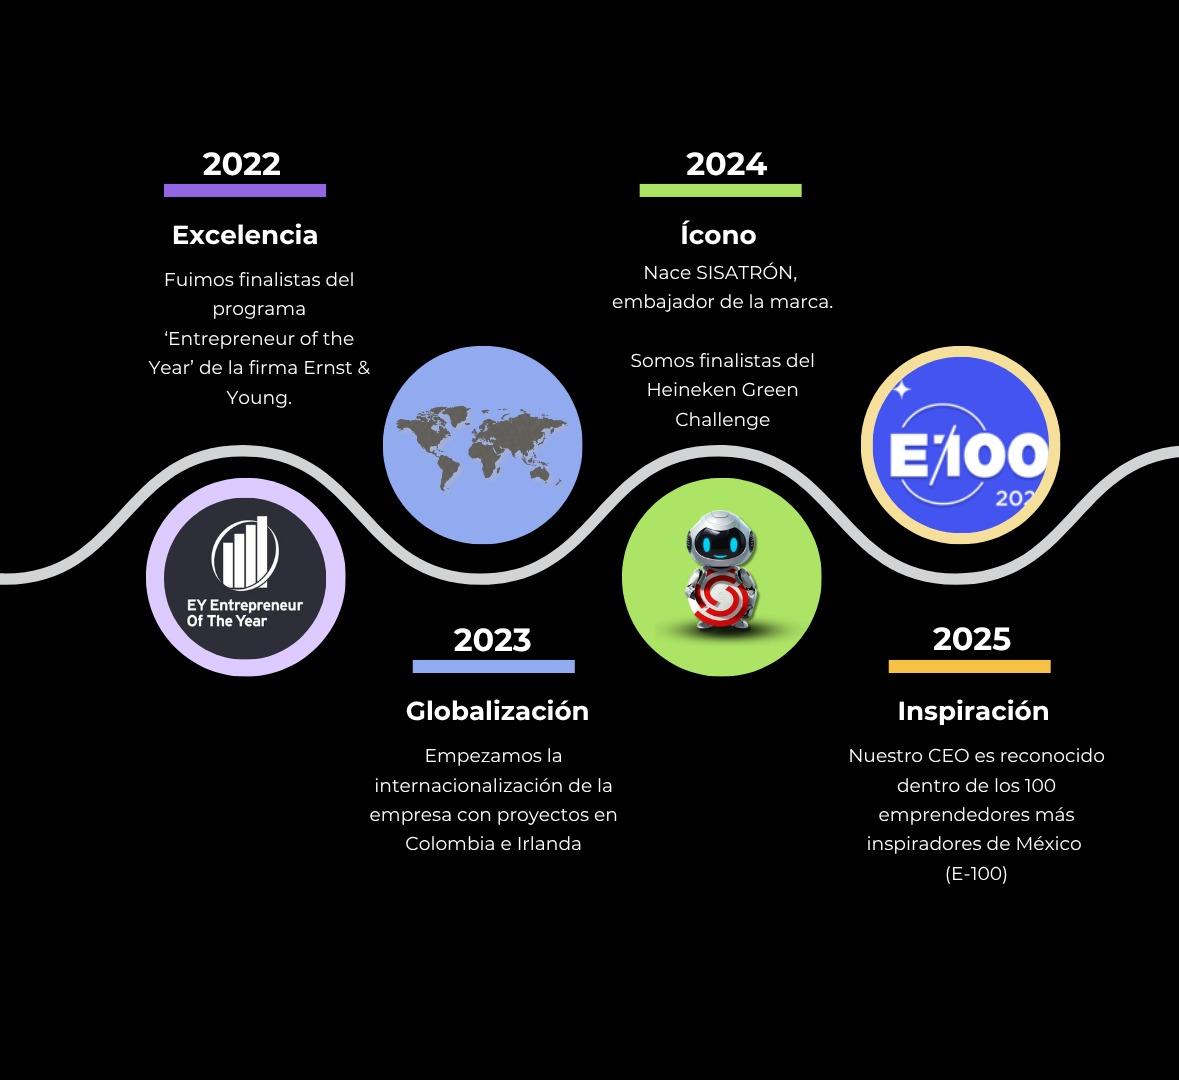 2022
Excelencia
Fuimos finalistas del
programa
‘Entrepreneur of the
Year’ de la firma Ernst &
Young.
EY Entrepreneur
Of The Year
2023
Globalización
Empezamos la
internacionalización de la
empresa con proyectos en
Colombia e Irlanda
2024
Ícono
Nace SISATRÓN,
embajador de la marca.
Somos finalistas del
Heineken Green
Challenge
E/100
2025
Inspiración
Nuestro CEO es reconocido
dentro de los 100
emprendedores más
inspiradores de México
(E-100)